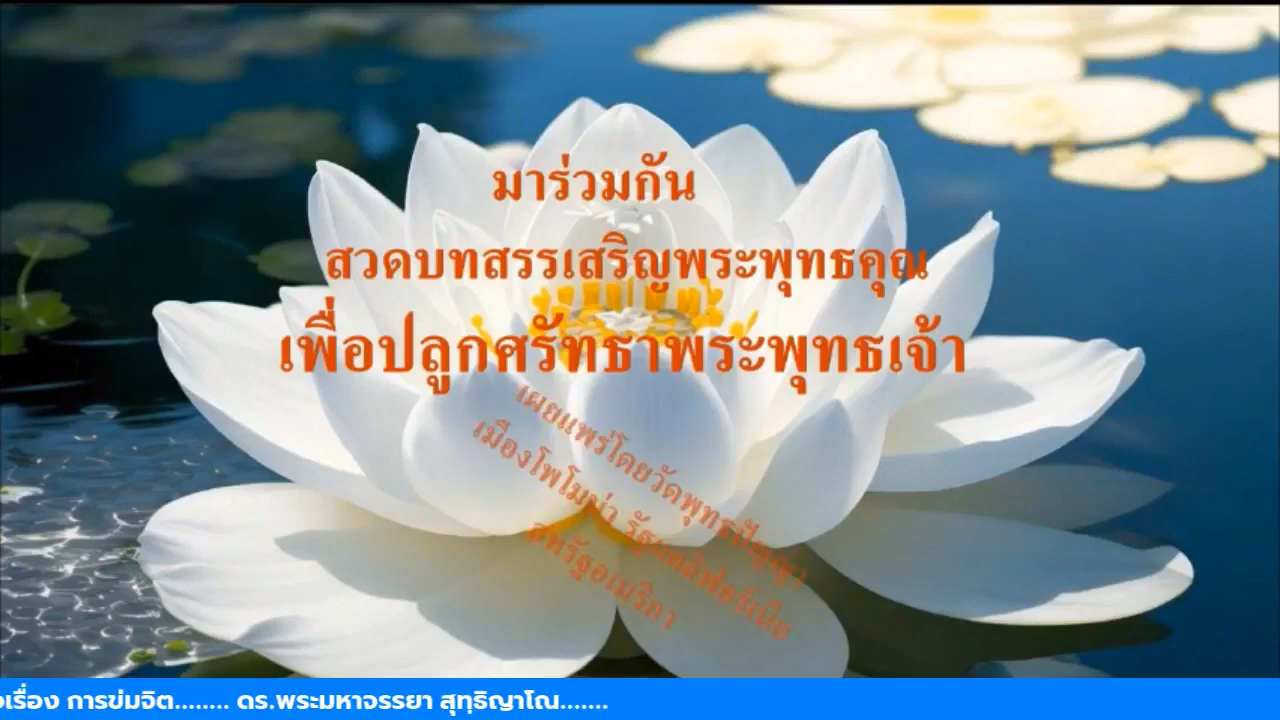 มาร่วมกัน
สวดบทสรรเสริญพระพุทธคุณ
เพื่อปลูกศรัทธาพระพุทธเจ้า
เผยแพร่โดยวัดพุทธปัญญา
เมืองโพโมน่า รัฐแคลิฟอร์เนีย
สหรัฐอเมริกา
เรื่อง การข่มจิต........ ดร.พระมหาจรรยา สุทฺธิญาโณ.......